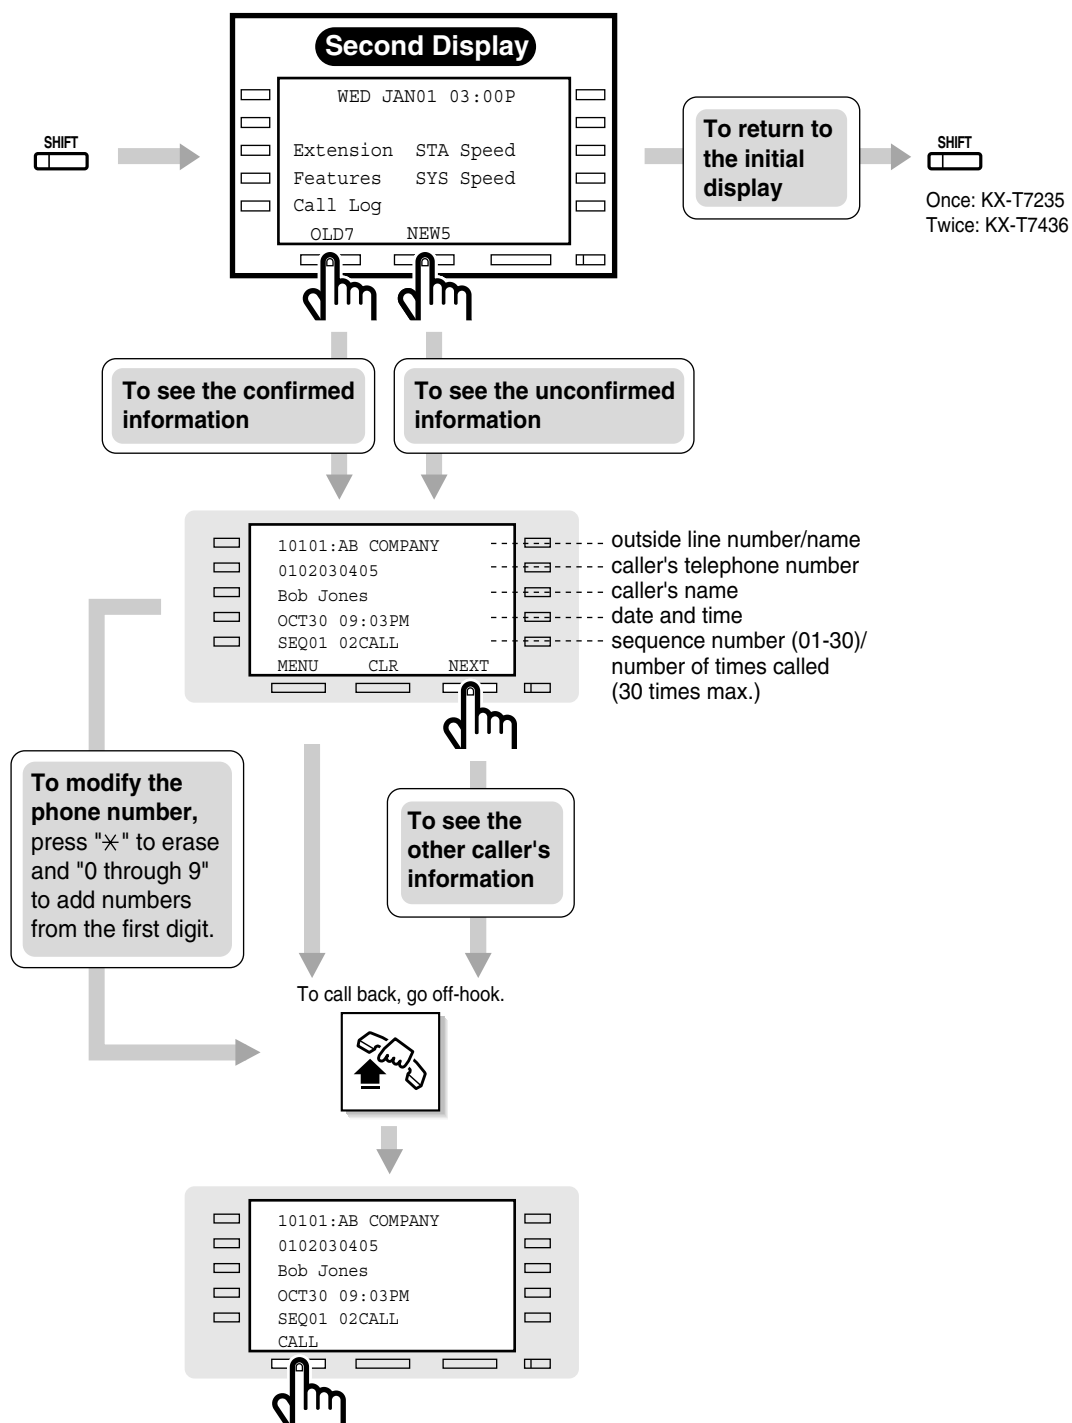 Second Display
WED JAN01 03:00P
Extension STA Speed
Features SYS Speed
Call Log
OLD7 NEW5
SHIFT
To return to
the initial
display
SHIFT
Once: KX-T7235
Twice: KX-T7436
To see the confirmed
information
To see the unconfirmed
information
10101:AB COMPANY
0102030405
Bob Jones
OCT30 09:03PM
SEQ01 02CALL
MENU CLR NEXT
outside line number/name
caller's telephone number
caller's name
date and time
sequence number (01-30)/
number of times called
(30 times max.)
To modify the
phone number,
press "✳" to erase
and "0 through 9"
to add numbers
from the first digit.
To see the
other caller's
information
To call back, go off-hook.
10101:AB COMPANY
0102030405
Bob Jones
OCT30 09:03PM
SEQ01 02CALL
CALL